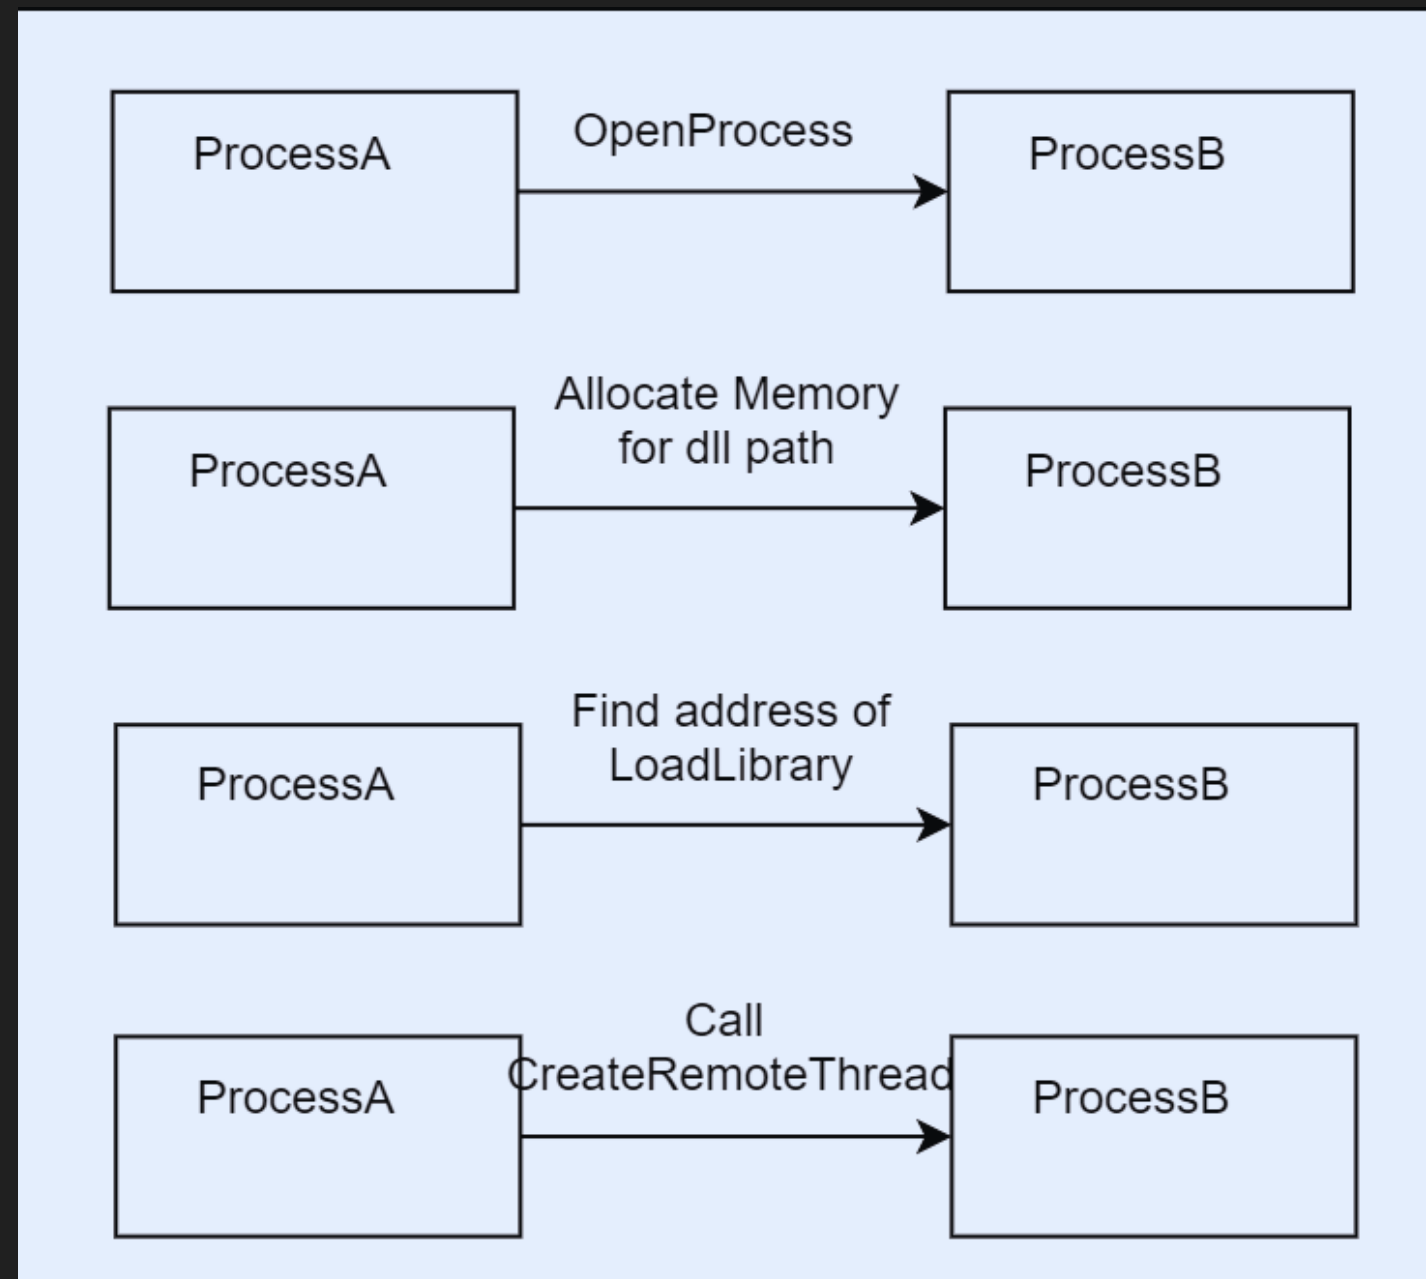 ProcessA
OpenProcess
ProcessB
Allocate Memory
for dll path
ProcessA
ProcessB
Find address of
LoadLibrary
ProcessA
ProcessB
Call
CreateRemoteThread
ProcessA
ProcessB